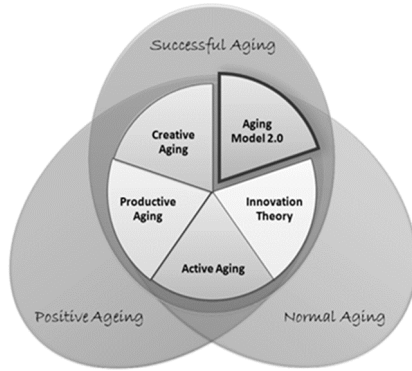 Successful Aging
Creative
Aging
Aging
Model 2.0
Productive
Aging
Innovation
Theory
Active Aging
Positive Ageing
Normal Aging